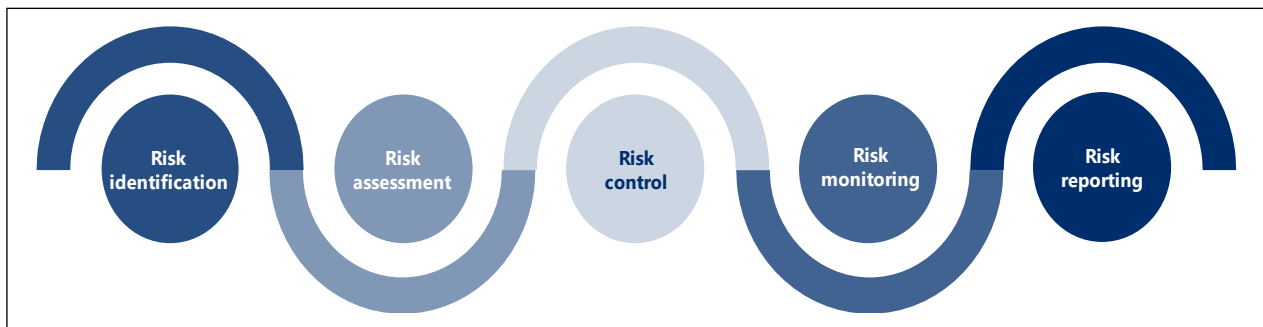 Risk
identification
Risk
assessment
Risk
control
Risk
monitoring
Risk
reporting